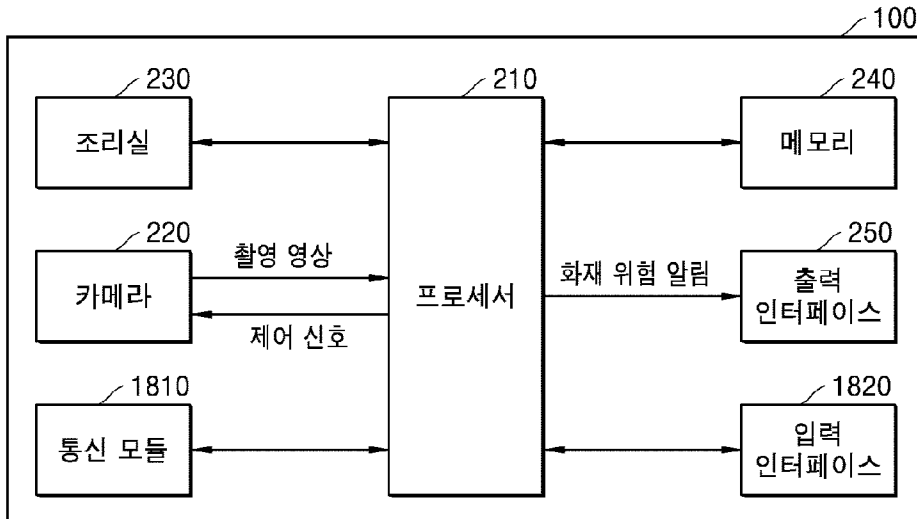 100
230
210
240
조리실
메모리
220
촬영 영상
250
카메라
프로세서
화재 위험 알림
출력
인터페이스
제어 신호
1810
1820
통신 모듈
입력
인터페이스